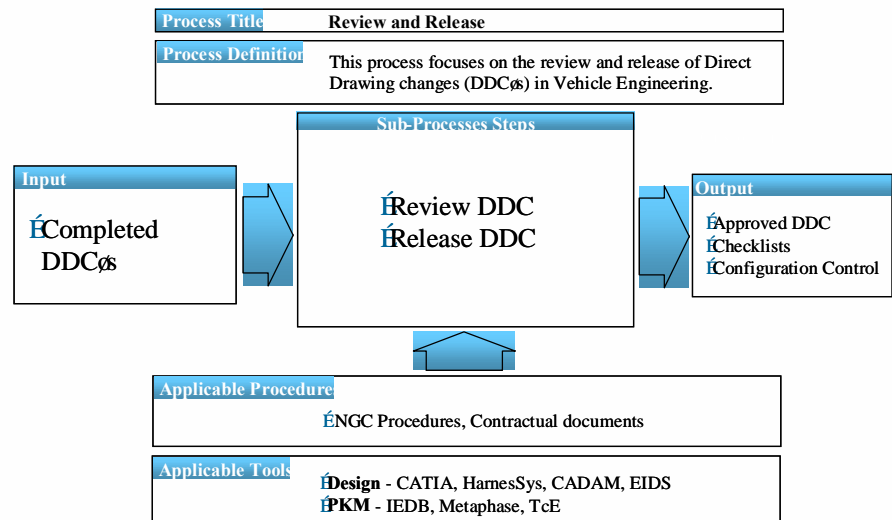 Process Title
Review and Release
Process Definition
This process focuses on the review and release of Direct
Drawing changes (DDCøs) in Vehicle Engineering.
Sub-Processes Steps
Input
ÉCompleted
DDCøs
ÉReview DDC
ÉRelease DDC
Output
ÉApproved DDC
ÉChecklists
ÉConfiguration Control
Applicable Procedures
ÉNGC Procedures, Contractual documents
Applicable Tools
ÉDesign - CATIA, HarnesSys, CADAM, EIDS
ÉPKM - IEDB, Metaphase, TcE